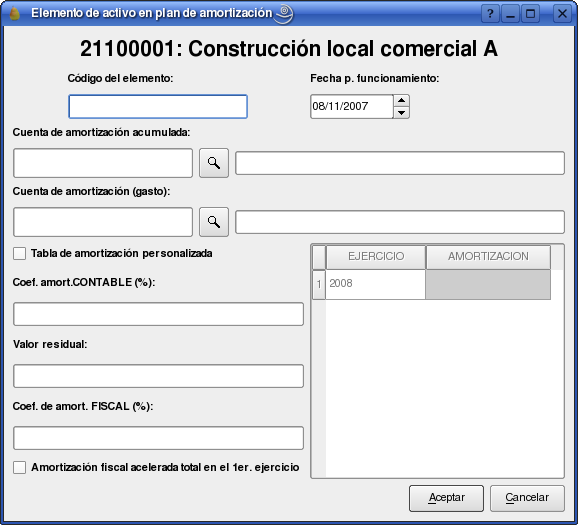 Elemento de activo en plan de amortización
21100001: Construcción local comercial A
Código del elemento:
Fecha p. funcionamiento:
08/11/2007
Cuenta de amortización acumulada:
Cuenta de amortización (gasto):
Tabla de amortización personalizada
Coef. amort.CONTABLE (%):
Valor residual:
Coef. de amort. FISCAL (%):
Amortización fiscal acelerada total en el 1er. ejercicio
EJERCICIO AMORTIZACION
1 2008
Aceptar Cancelar